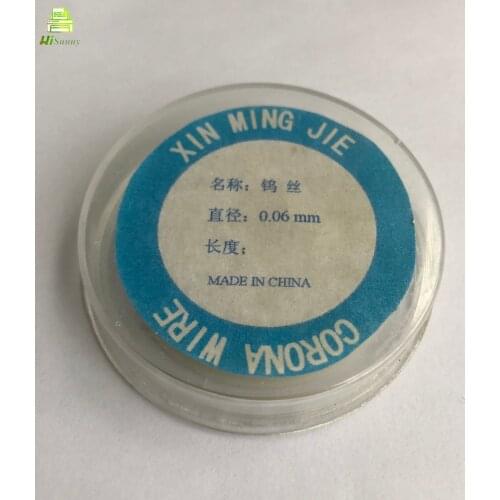 HiSunny
XIN MING JIE
名称：钨 丝
直径：0.06 mm
长度：
MADE IN CHINA
CORONA WIRE